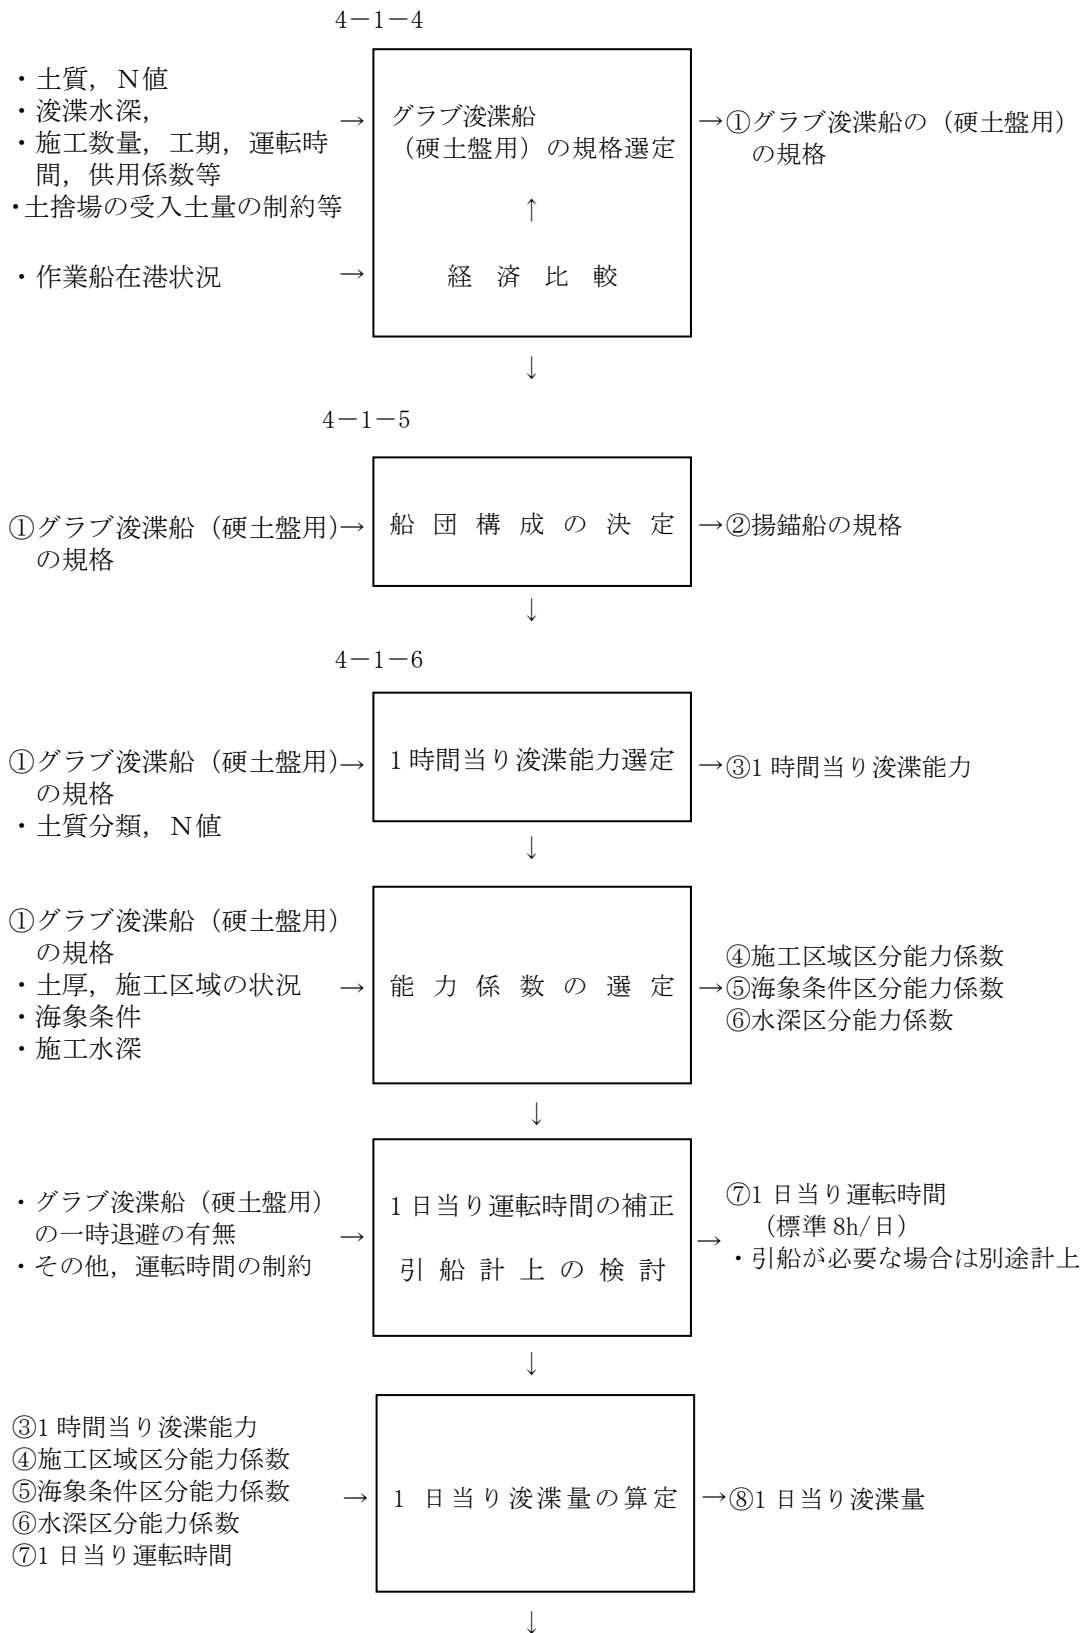 4－1－4
・土質，Ｎ値
・浚渫水深，
・施工数量，工期，運転時
間，供用係数等
・土捨場の受入土量の制約等
・作業船在港状況
→
→
グラブ浚渫船
（硬土盤用）の規格選定
↑
経済比較
→①グラブ浚渫船の（硬土盤用）
の規格
↓
4－1－5
①グラブ浚渫船（硬土盤用）→
の規格
船団構成の決定
→②揚錨船の規格
↓
4－1－6
①グラブ浚渫船（硬土盤用）→
の規格
・土質分類，Ｎ値
1時間当り浚渫能力選定
→③1時間当り浚渫能力
↓
①グラブ浚渫船（硬土盤用）
の規格
・土厚，施工区域の状況 →
・海象条件
・施工水深
能力係数の選定
④施工区域区分能力係数
→⑤海象条件区分能力係数
⑥水深区分能力係数
↓
・グラブ浚渫船（硬土盤用）
の一時退避の有無 →
・その他，運転時間の制約
1日当り運転時間の補正
引船計上の検討
→
⑦1日当り運転時間
（標準 8h/日）
・引船が必要な場合は別途計上
↓
③1時間当り浚渫能力
④施工区域区分能力係数
⑤海象条件区分能力係数 →
⑥水深区分能力係数
⑦1日当り運転時間
1 日当り浚渫量の算定
→⑧1日当り浚渫量
↓